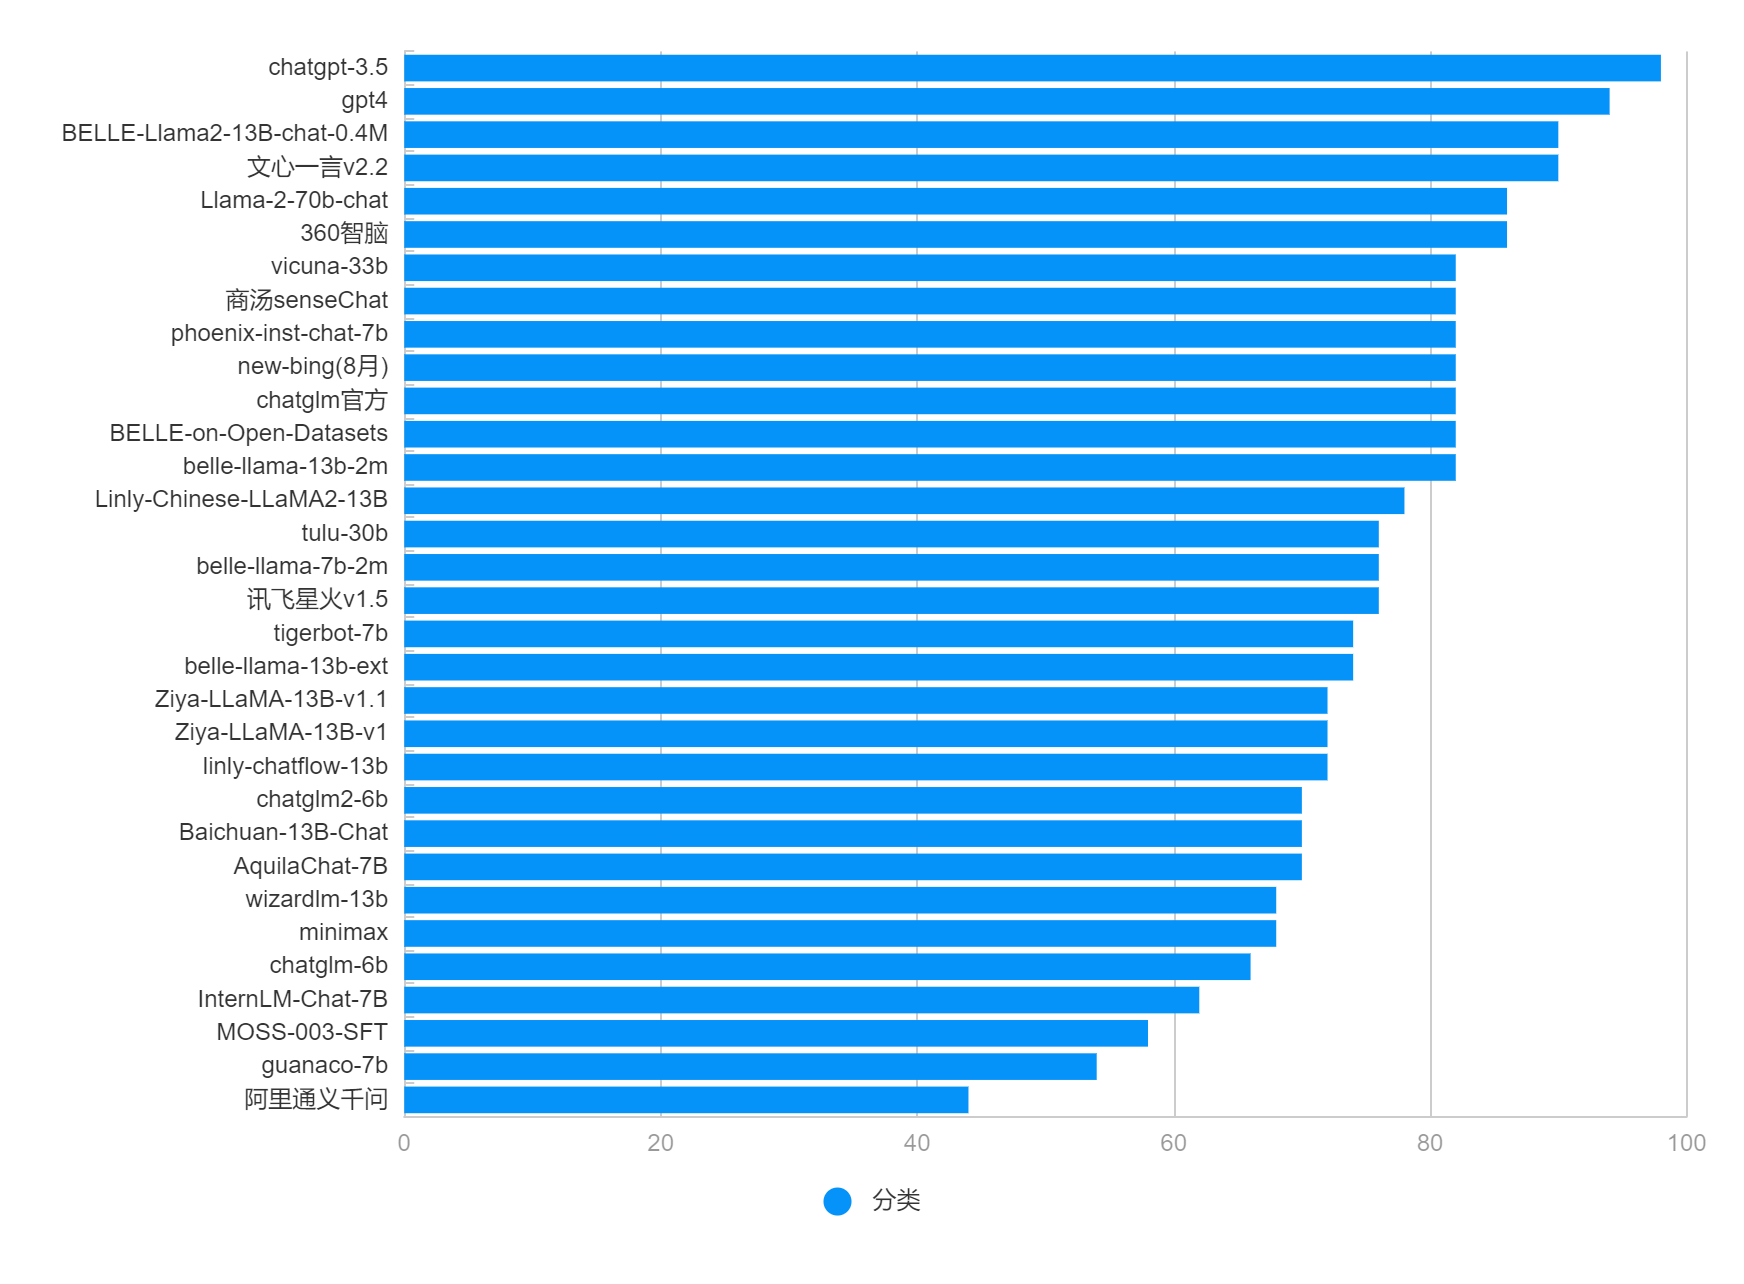 chatgpt-3.5
gpt4
BELLE-Llama2-13B-chat-0.4M
文心一言v2.2
Llama-2-70b-chat
360智脑
vicuna-33b
商汤senseChat
phoenix-inst-chat-7b
new-bing(8月)
chatglm官方
BELLE-on-Open-Datasets
belle-llama-13b-2m
Linly-Chinese-LLaMA2-13B
tulu-30b
belle-llama-7b-2m
讯飞星火v1.5
tigerbot-7b
belle-llama-13b-ext
Ziya-LLaMA-13B-v1.1
Ziya-LLaMA-13B-v1
linly-chatflow-13b
chatglm2-6b
Baichuan-13B-Chat
AquilaChat-7B
wizardlm-13b
minimax
chatglm-6b
InternLM-Chat-7B
MOSS-003-SFT
guanaco-7b
阿里通义千问
0 20 40 60 80 100
分类